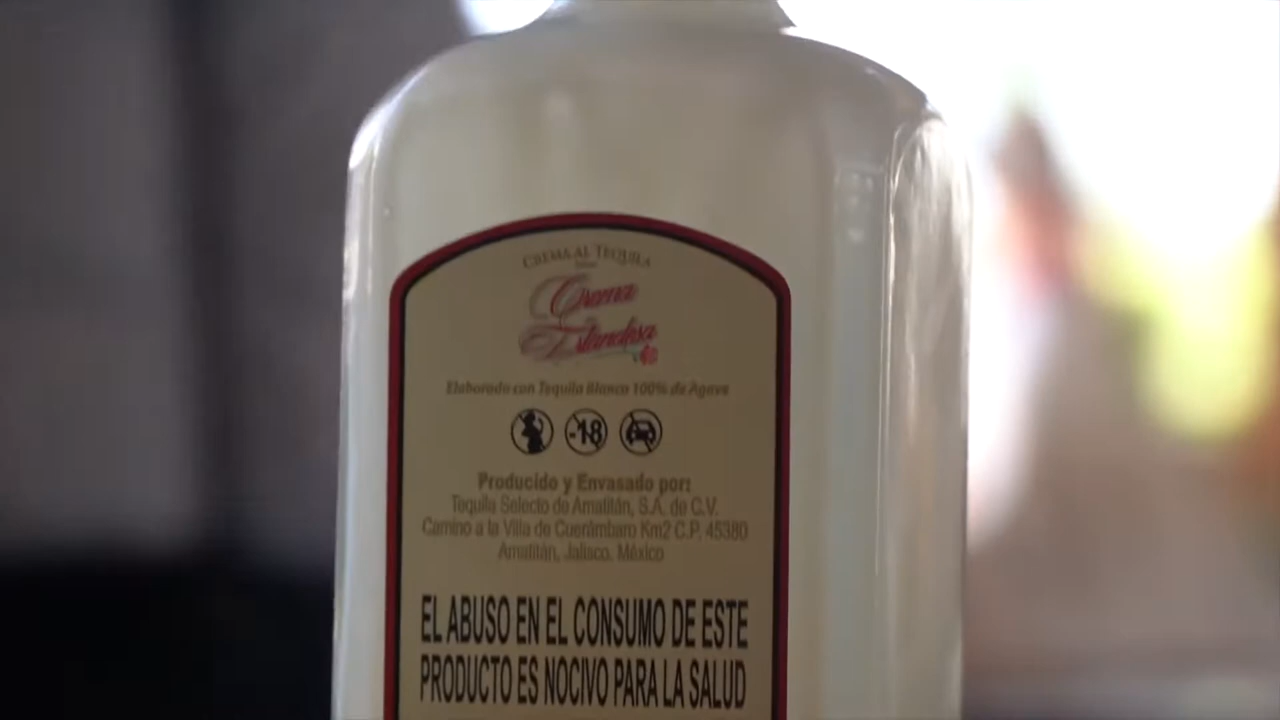 CREMA AL TEQUILA
Crema
Islandesa
Elaborado con Tequila Blanco 100% de Agave
-18
Producido y Envasado por:
Tequila Selecto de Amatitán, S.A. de C.V.
Camino a la Villa de Cuerámbaro Km2 C.P. 45380
Amatitán, Jalisco. México
EL ABUSO EN EL CONSUMO DE ESTE
PRODUCTO ES NOCIVO PARA LA SALUD